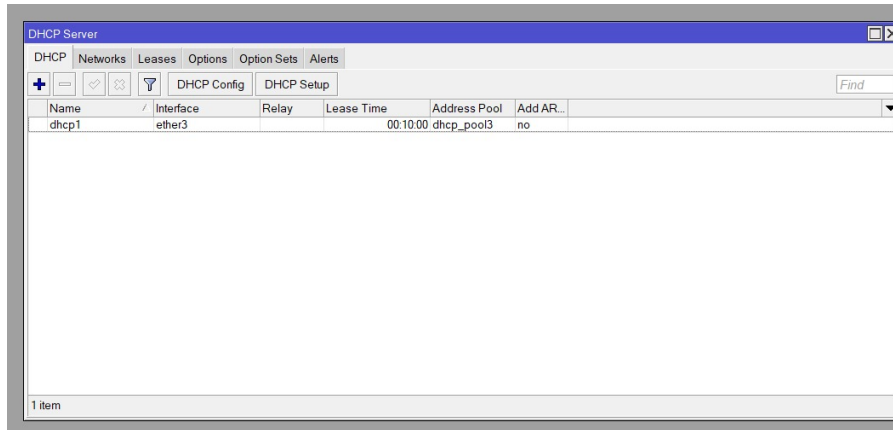 DHCP Server
DHCP Networks Leases Options Option Sets Alerts
DHCP Config DHCP Setup Find
Name / Interface Relay Lease Time Address Pool Add AR...
dhcp1 ether3 00:10:00 dhcp_pool3 no
1 item